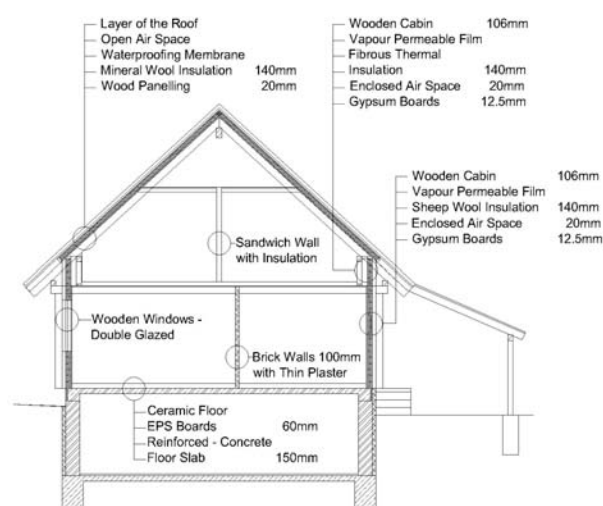 Layer of the Roof
Open Air Space
Waterproofing Membrane
Mineral Wool Insulation 140mm
Wood Panelling 20mm
Wooden Cabin 106mm
Vapour Permeable Film
Fibrous Thermal
Insulation 140mm
Enclosed Air Space 20mm
Gypsum Boards 12.5mm
Wooden Cabin 106mm
Vapour Permeable Film
Sheep Wool Insulation 140mm
Enclosed Air Space 20mm
Gypsum Boards 12.5mm
Sandwich Wall
with Insulation
Wooden Windows -
Double Glazed
Brick Walls 100mm
with Thin Plaster
Ceramic Floor
EPS Boards 60mm
Reinforced - Concrete
Floor Slab 150mm